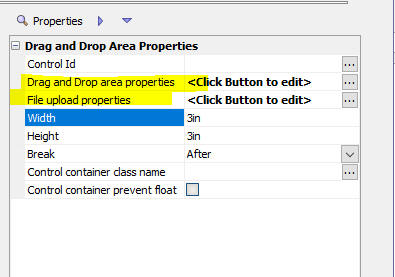 Properties
Drag and Drop Area Properties
Control Id ...
Drag and Drop area properties <Click Button to edit> ...
File upload properties <Click Button to edit> ...
Width 3in
Height 3in
Break After
Control container class name ...
Control container prevent float